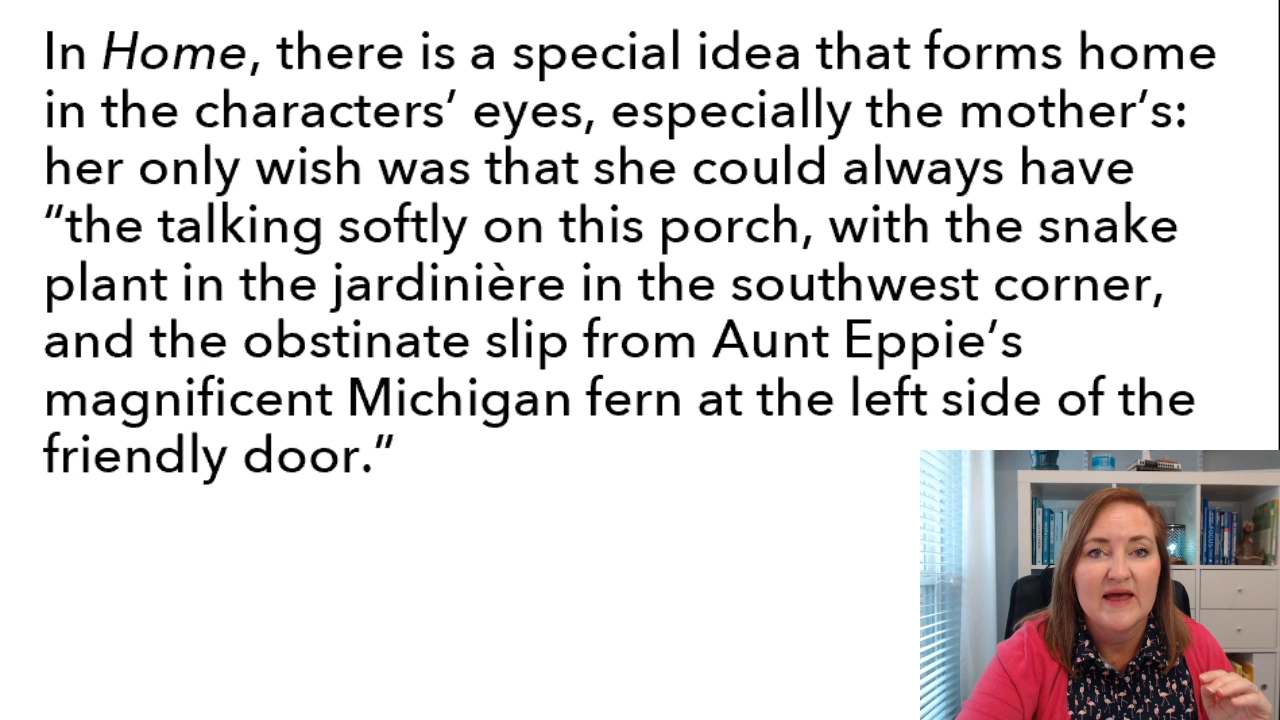 In Home, there is a special idea that forms home
in the characters’ eyes, especially the mother’s:
her only wish was that she could always have
“the talking softly on this porch, with the snake
plant in the jardinière in the southwest corner,
and the obstinate slip from Aunt Eppie’s
magnificent Michigan fern at the left side of the
friendly door.”